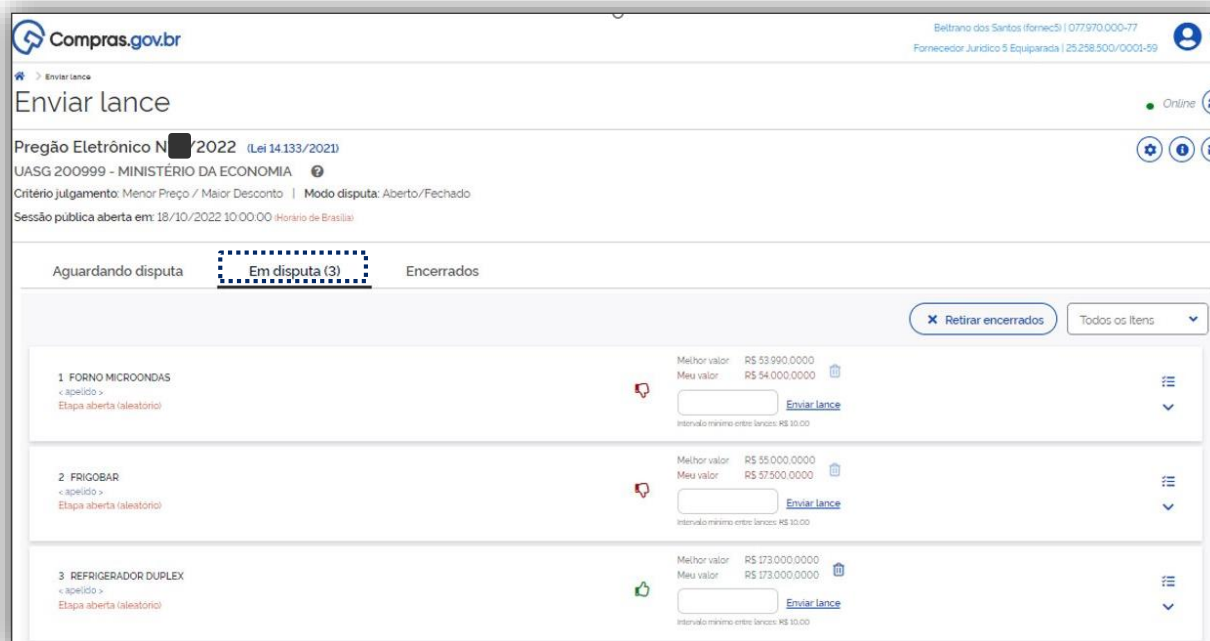 Compras.gov.br
Beltrano dos Santos (fornec5) | 077.970.000-77
Fornecedor Jurídico 5 Equiparada | 25.258.500/0001-59
Enviar lance
Enviar lance
Online
Pregão Eletrônico N /2022 (Lei 14.133/2021)
UASG 200999 - MINISTÉRIO DA ECONOMIA
Critério julgamento: Menor Preço / Maior Desconto | Modo disputa: Aberto/Fechado
Sessão pública aberta em: 18/10/2022 10:00:00 (Horário de Brasília)
Aguardando disputa Em disputa (3) Encerrados
Retirar encerrados Todos os Itens
1 FORNO MICROONDAS
< apelido >
Etapa aberta (aleatório)
Melhor valor R$ 53.990,0000
Meu valor R$ 54.000,0000
Enviar lance
Intervalo mínimo entre lances: R$ 10,00
2 FRIGOBAR
< apelido >
Etapa aberta (aleatório)
Melhor valor R$ 55.000,0000
Meu valor R$ 57.500,0000
Enviar lance
Intervalo mínimo entre lances: R$ 10,00
3 REFRIGERADOR DUPLEX
< apelido >
Etapa aberta (aleatório)
Melhor valor R$ 173.000,0000
Meu valor R$ 173.000,0000
Enviar lance
Intervalo mínimo entre lances: R$ 10,00